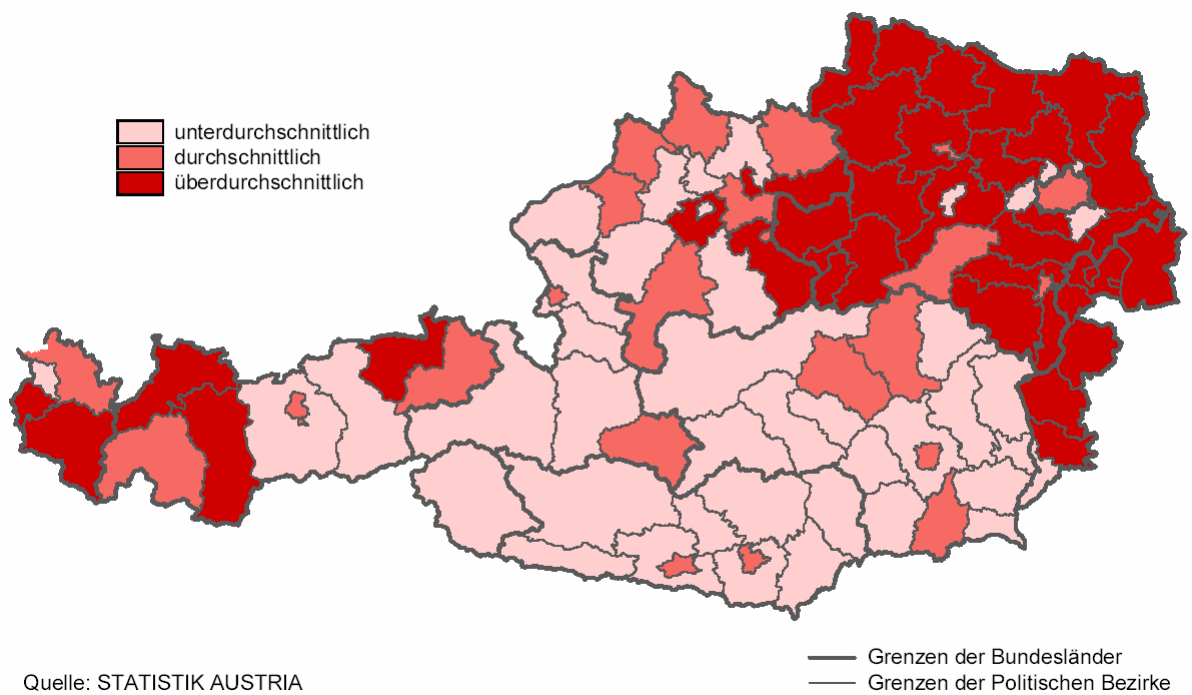 unterdurchschnittlich
durchschnittlich
überdurchschnittlich
Grenzen der Bundesländer
Quelle: STATISTIK AUSTRIA
Grenzen der Politischen Bezirke